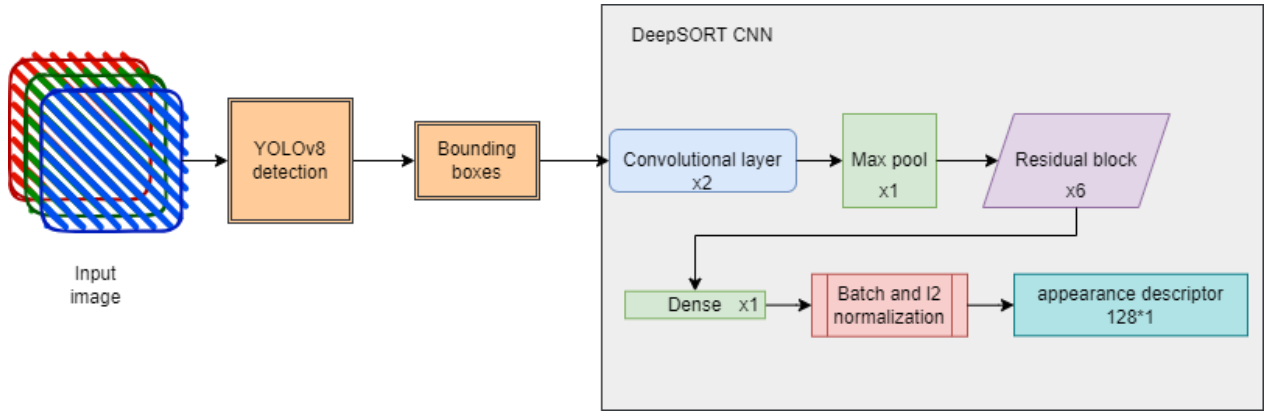 DeepSORT CNN
YOLOv8
detection
Bounding
boxes
Convolutional layer
x2
Max pool
x1
Residual block
x6
Input
image
Dense x1
Batch and l2
normalization
appearance descriptor
128*1